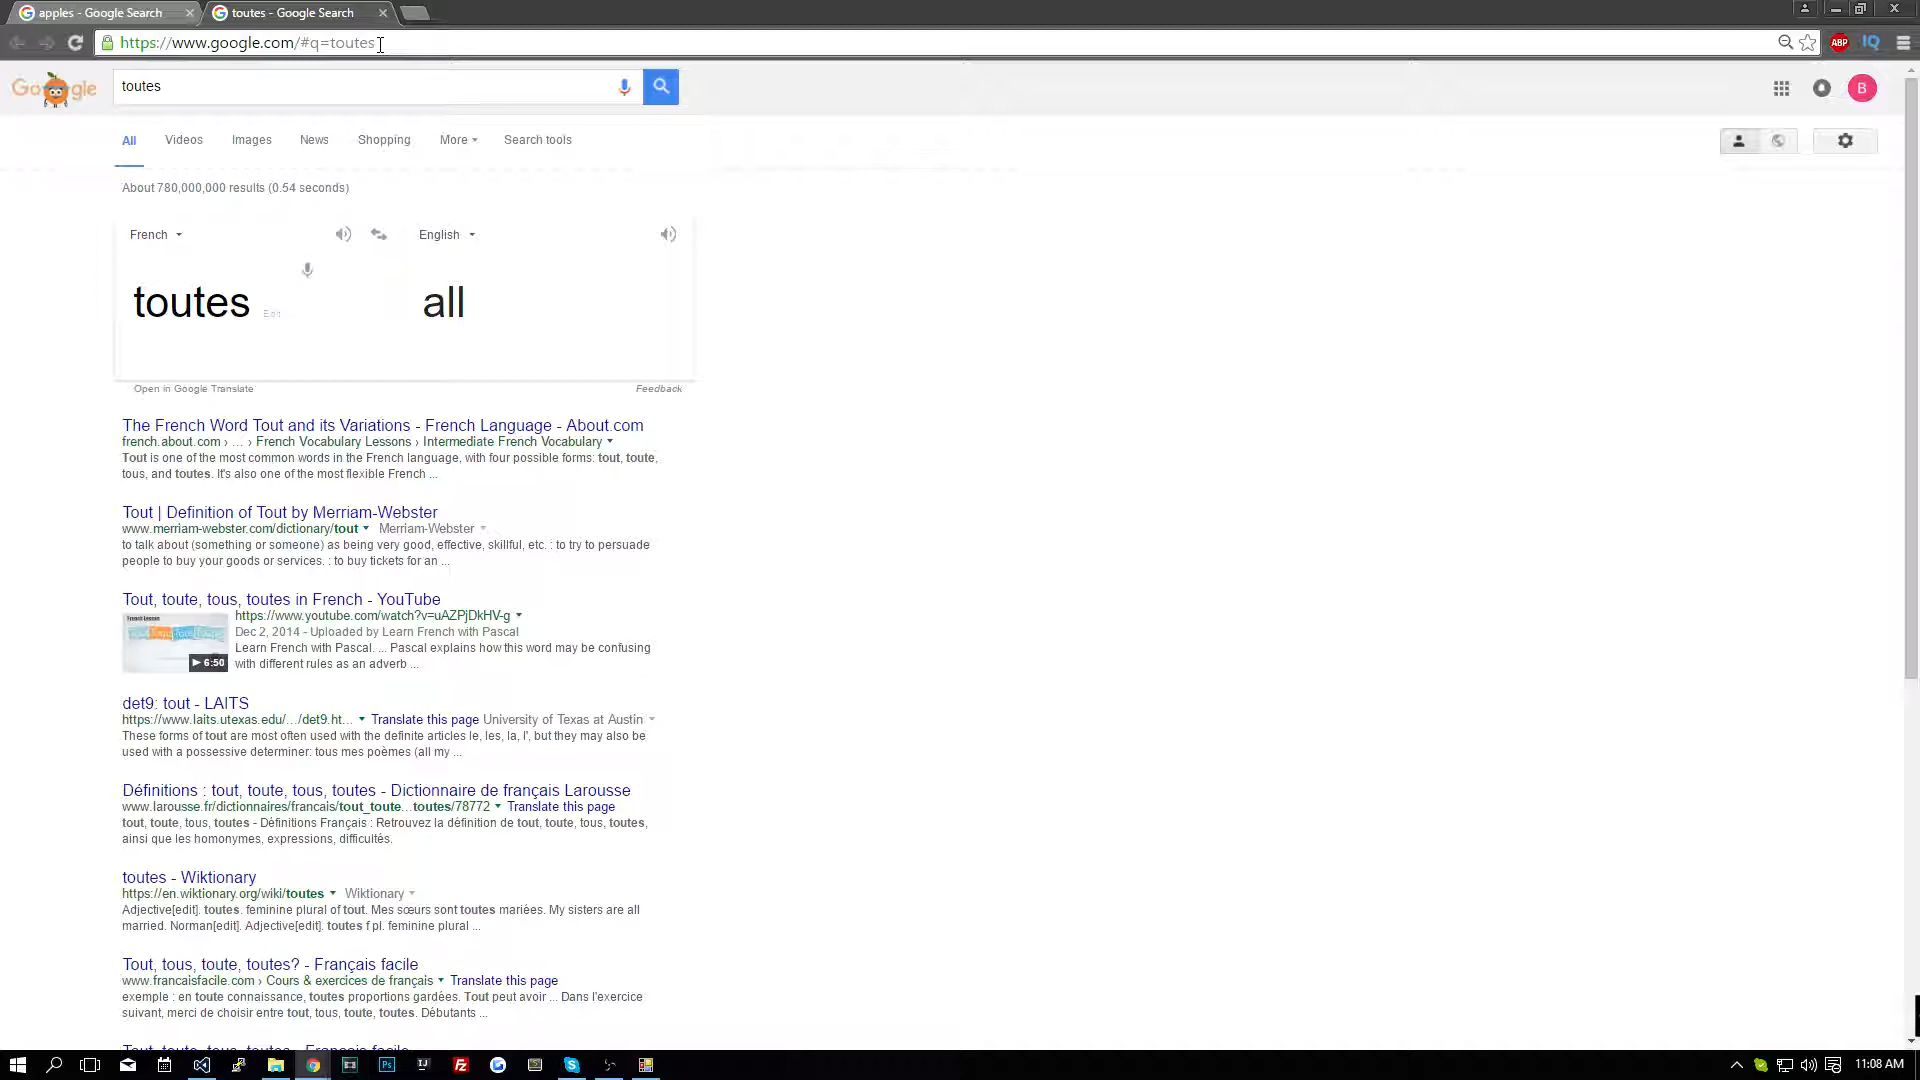 apples - Google Search
toutes - Google Search
https://www.google.com/#q=toutes
ABP
IQ
Google
toutes
B
All
Videos
Images
News
Shopping
More
Search tools
About 780,000,000 results (0.54 seconds)
French
English
toutes
all
Open in Google Translate
Feedback
The French Word Tout and its Variations - French Language - About.com
french.about.com › ... › French Vocabulary Lessons › Intermediate French Vocabulary
Tout is one of the most common words in the French language, with four possible forms: tout, toute,
tous, and toutes. It's also one of the most flexible French ...
Tout | Definition of Tout by Merriam-Webster
www.merriam-webster.com/dictionary/tout Merriam-Webster
to talk about (something or someone) as being very good, effective, skillful, etc. : to try to persuade
people to buy your goods or services. : to buy tickets for an ...
Tout, toute, tous, toutes in French - YouTube
https://www.youtube.com/watch?v=uAZPjDkHV-g
Dec 2, 2014 - Uploaded by Learn French with Pascal
Learn French with Pascal. ... Pascal explains how this word may be confusing
with different rules as an adverb ...
6:50
det9: tout - LAITS
https://www.laits.utexas.edu/.../det9.ht... Translate this page University of Texas at Austin
These forms of tout are most often used with the definite articles le, les, la, l', but they may also be
used with a possessive determiner: tous mes poèmes (all my ...
Définitions : tout, toute, tous, toutes - Dictionnaire de français Larousse
www.larousse.fr/dictionnaires/francais/tout_toute...toutes/78772 Translate this page
tout, toute, tous, toutes - Définitions Français : Retrouvez la définition de tout, toute, tous, toutes,
ainsi que les homonymes, expressions, difficultés.
toutes - Wiktionary
https://en.wiktionary.org/wiki/toutes Wiktionary
Adjective[edit]. toutes. feminine plural of tout. Mes sœurs sont toutes mariées. My sisters are all
married. Norman[edit]. Adjective[edit]. toutes f pl. feminine plural ...
Tout, tous, toute, toutes? - Français facile
www.francaisfacile.com › Cours & exercices de français Translate this page
exemple : en toute connaissance, toutes proportions gardées. Tout peut avoir ... Dans l'exercice
suivant, merci de choisir entre tout, tous, toute, toutes. Débutants ...
Ps
IJ
Fz
11:08 AM